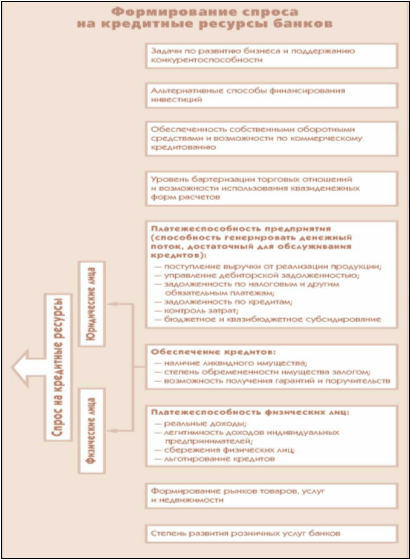 Формирование спроса
на кредитные ресурсы банков
Задачи по развитию бизнеса и поддержанию
конкурентоспособности
Альтернативные способы финансирования
инвестиций
Обеспеченность собственными оборотными
средствами и возможности по коммерческому
кредитованию
Уровень бартеризации торговых отношений
и возможности использования квазиденежных
форм расчетов
Платежеспособность предприятия
(способность генерировать денежный
поток, достаточный для обслуживания
кредитов):
— поступление выручки от реализации продукции;
— управление дебиторской задолженностью;
— задолженность по налоговым и другим
обязательным платежам;
— задолженность по кредитам;
— контроль затрат;
— бюджетное и квазибюджетное субсидирование
Обеспечение кредитов:
— наличие ликвидного имущества;
— степень обремененности имущества залогом;
— возможность получения гарантий и поручительств
Платежеспособность физических лиц:
— реальные доходы;
— легитимность доходов индивидуальных
предпринимателей;
— сбережения физических лиц;
— льготирование кредитов
Формирование рынков товаров, услуг
и недвижимости
Степень развития розничных услуг банков
Юридические лица
Физические лица
Спрос на кредитные ресурсы